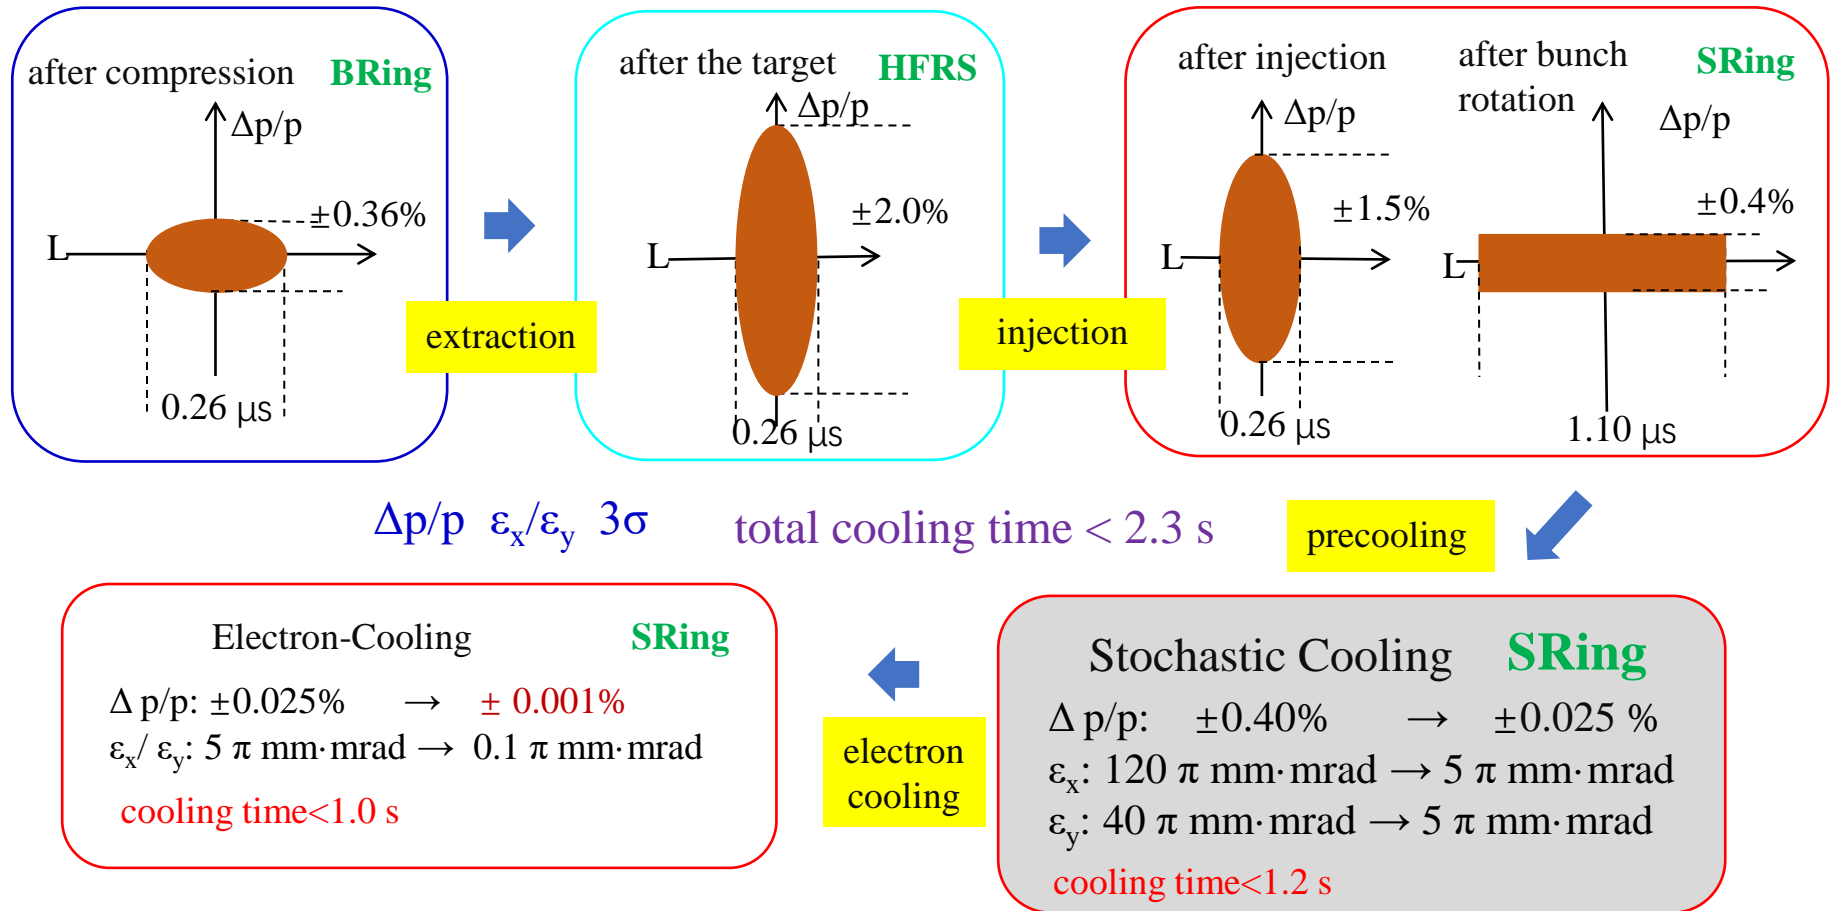 after compression BRing
Δp/p
±0.36%
L
0.26 μs
extraction
after the target HFRS
Δp/p
±2.0%
L
0.26 μs
injection
after injection
Δp/p
±1.5%
L
0.26 μs
after bunch
rotation
SRing
Δp/p
±0.4%
L
1.10 μs
Δp/p εx/εy 3σ
total cooling time < 2.3 s
precooling
Electron-Cooling SRing
Δ p/p: ±0.025% → ± 0.001%
εx/ εy: 5 π mm·mrad → 0.1 π mm·mrad
cooling time<1.0 s
electron
cooling
Stochastic Cooling SRing
Δ p/p: ±0.40% → ±0.025 %
εx: 120 π mm·mrad → 5 π mm·mrad
εy: 40 π mm·mrad → 5 π mm·mrad
cooling time<1.2 s